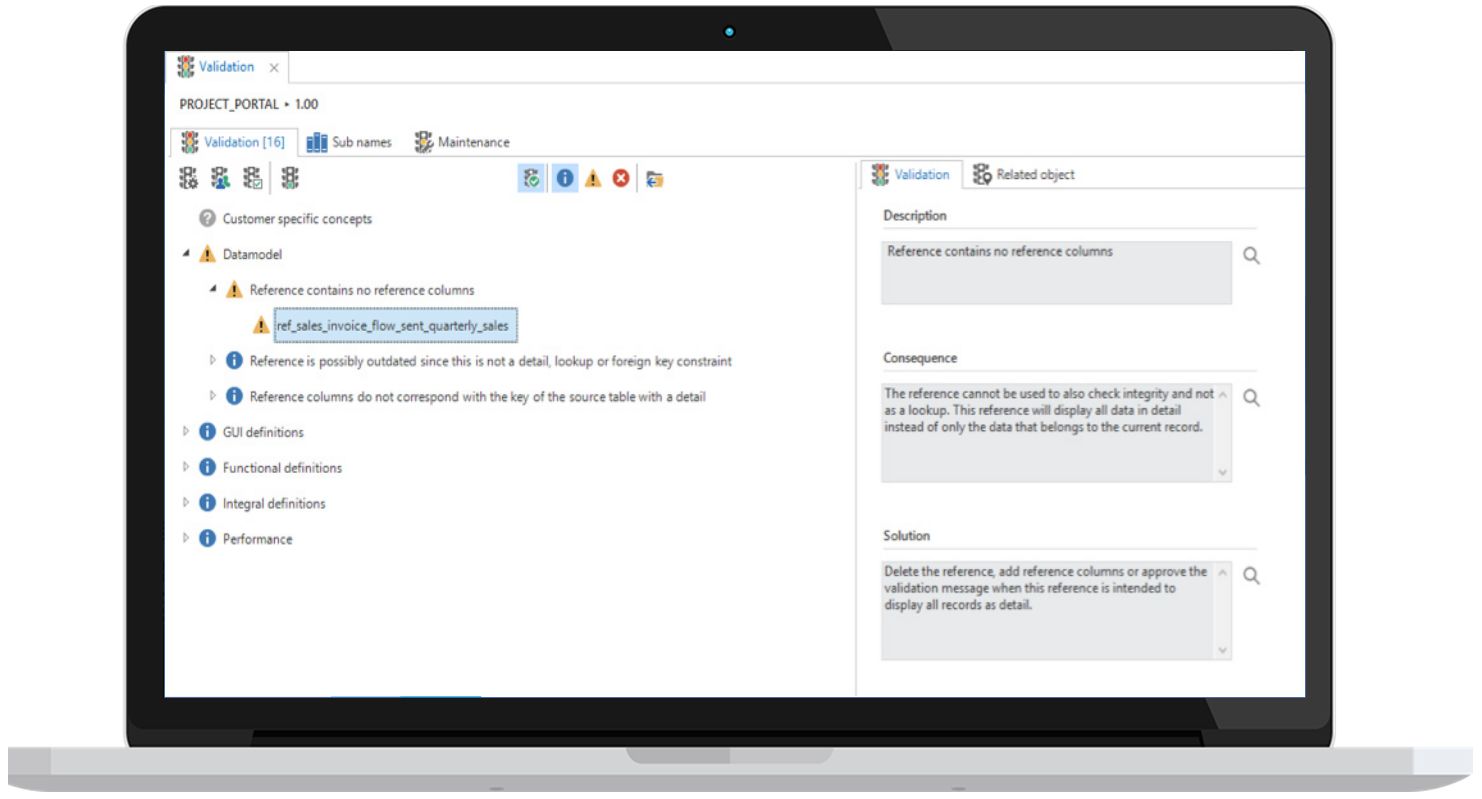 Validation
PROJECT_PORTAL ▸ 1.00
Validation [16]
Sub names
Maintenance
Customer specific concepts
Datamodel
Reference contains no reference columns
ref_sales_invoice_flow_sent_quarterly_sales
Reference is possibly outdated since this is not a detail, lookup or foreign key constraint
Reference columns do not correspond with the key of the source table with a detail
GUI definitions
Functional definitions
Integral definitions
Performance
Validation
Related object
Description
Reference contains no reference columns
Consequence
The reference cannot be used to also check integrity and not
as a lookup. This reference will display all data in detail
instead of only the data that belongs to the current record.
Solution
Delete the reference, add reference columns or approve the
validation message when this reference is intended to
display all records as detail.